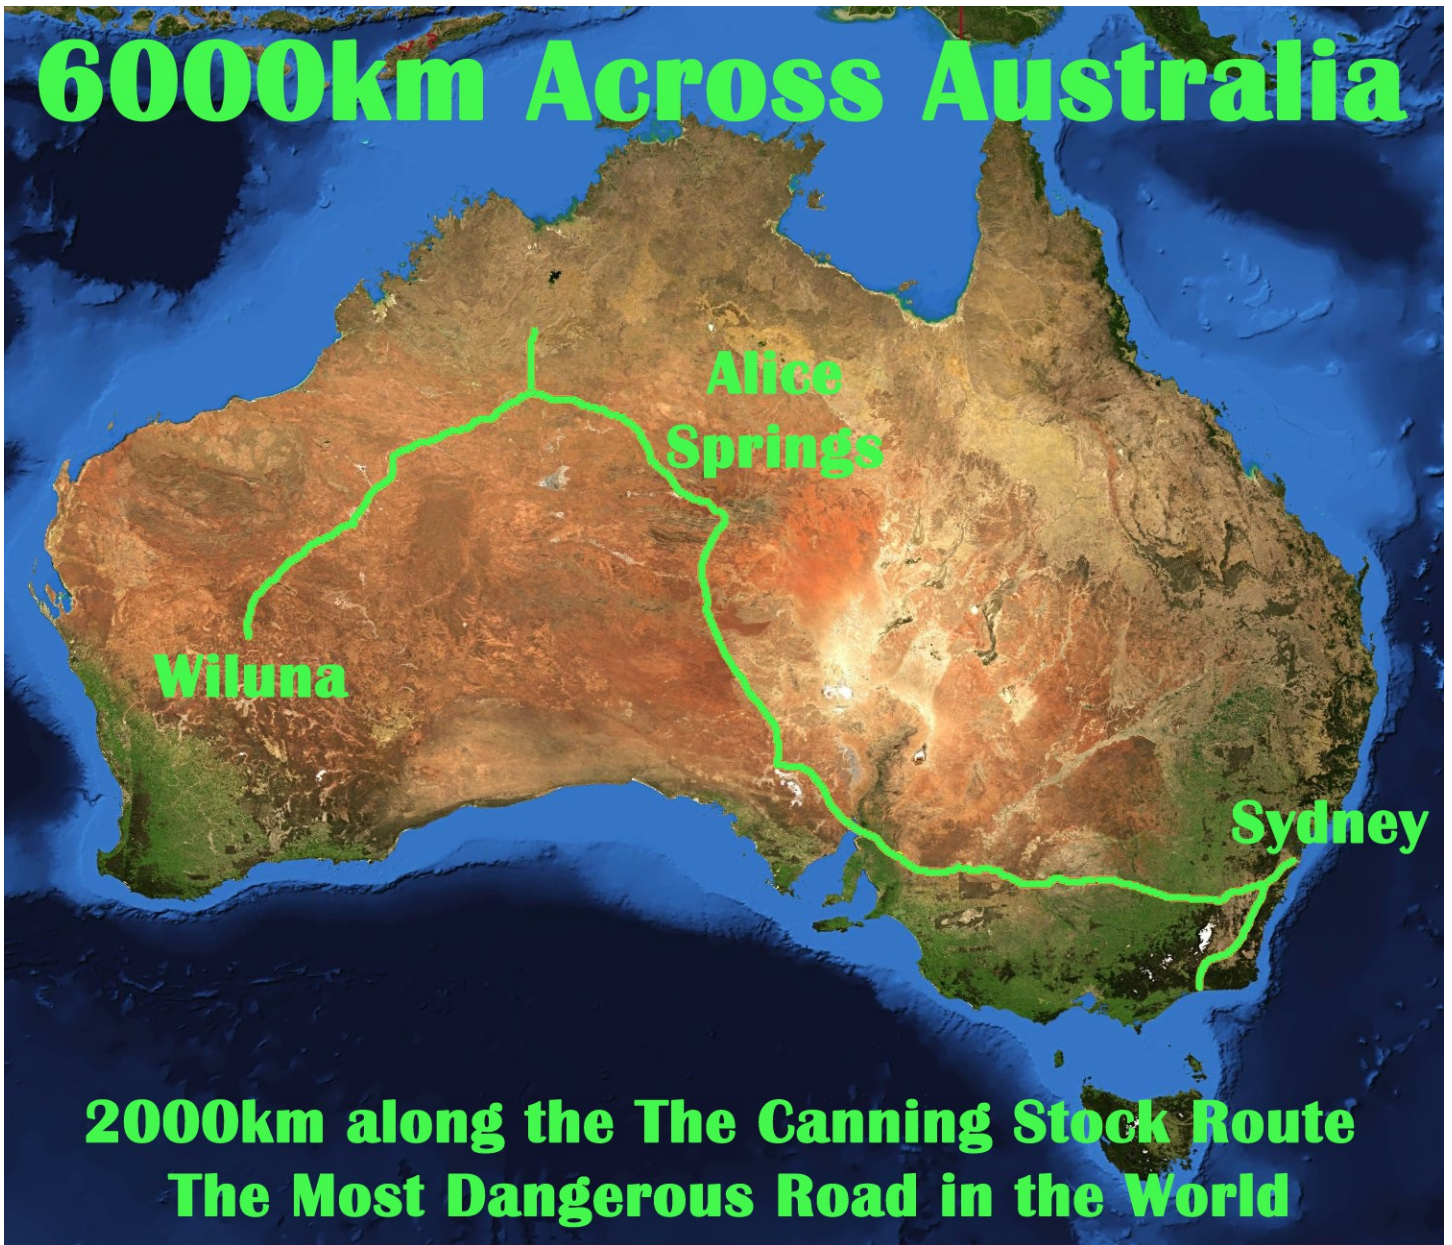 6000km Across Australia
Alice
Springs
Wiluna
Sydney
2000km along the The Canning Stock Route
The Most Dangerous Road in the World